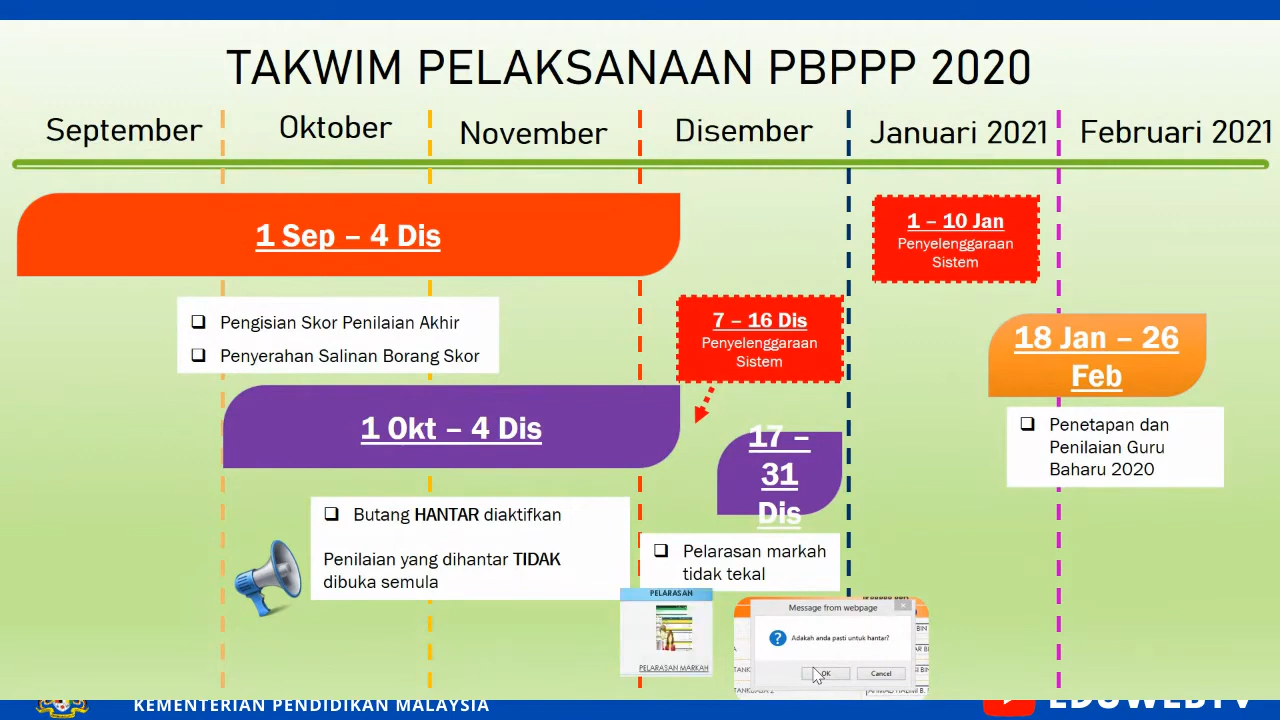 TAKWIM PELAKSANAAN PBPPP 2020
September
Oktober
November
Disember
Januari 2021
Februari 2021
1 Sep – 4 Dis
1 – 10 Jan
Penyelenggaraan
Sistem
Pengisian Skor Penilaian Akhir
Penyerahan Salinan Borang Skor
7 – 16 Dis
Penyelenggaraan
Sistem
18 Jan – 26
Feb
1 Okt – 4 Dis
Penetapan dan
Penilaian Guru
Baharu 2020
17 –
31
Dis
Butang HANTAR diaktifkan
Penilaian yang dihantar TIDAK
dibuka semula
Pelarasan markah
tidak tekal
PELARASAN
PELARASAN MARKAH
Message from webpage
Adakah anda pasti untuk hantar?
OK
Cancel
KEMENTERIAN PENDIDIKAN MALAYSIA
EDUWEBTV